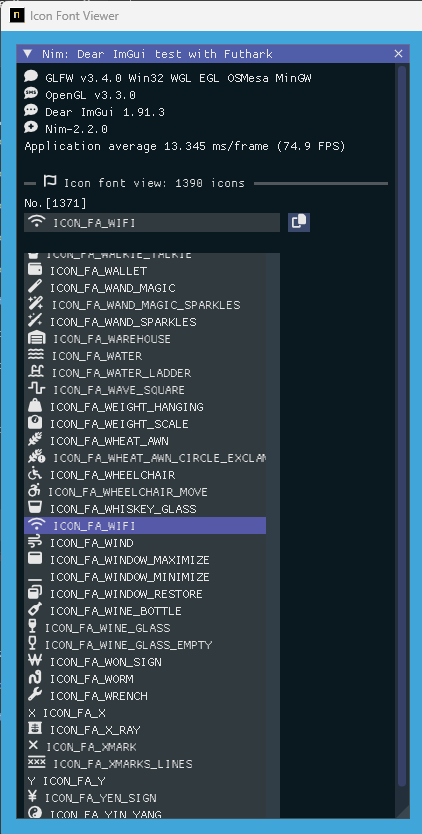 Icon Font Viewer
Nim: Dear ImGui test with Futhark
GLFW v3.4.0 Win32 WGL EGL OSMesa MinGW
SMS OpenGL v3.3.0
Dear ImGui 1.91.3
Nim-2.2.0
Application average 13.345 ms/frame (74.9 FPS)
Icon font view: 1390 icons
No.[1371]
ICON_FA_WIFI
ICON_FA_WALKIE_TALKIE
ICON_FA_WALLET
ICON_FA_WAND_MAGIC
ICON_FA_WAND_MAGIC_SPARKLES
ICON_FA_WAND_SPARKLES
ICON_FA_WAREHOUSE
ICON_FA_WATER
ICON_FA_WATER_LADDER
ICON_FA_WAVE_SQUARE
ICON_FA_WEIGHT_HANGING
ICON_FA_WEIGHT_SCALE
ICON_FA_WHEAT_AWN
ICON_FA_WHEAT_AWN_CIRCLE_EXCLAM
ICON_FA_WHEELCHAIR
ICON_FA_WHEELCHAIR_MOVE
ICON_FA_WHISKEY_GLASS
ICON_FA_WIFI
ICON_FA_WIND
ICON_FA_WINDOW_MAXIMIZE
ICON_FA_WINDOW_MINIMIZE
ICON_FA_WINDOW_RESTORE
ICON_FA_WINE_BOTTLE
ICON_FA_WINE_GLASS
ICON_FA_WINE_GLASS_EMPTY
₩ ICON_FA_WON_SIGN
ICON_FA_WORM
ICON_FA_WRENCH
X ICON_FA_X
ICON_FA_X_RAY
ICON_FA_XMARK
ICON_FA_XMARKS_LINES
Y ICON_FA_Y
¥ ICON_FA_YEN_SIGN
ICON_FA_YIN_YANG